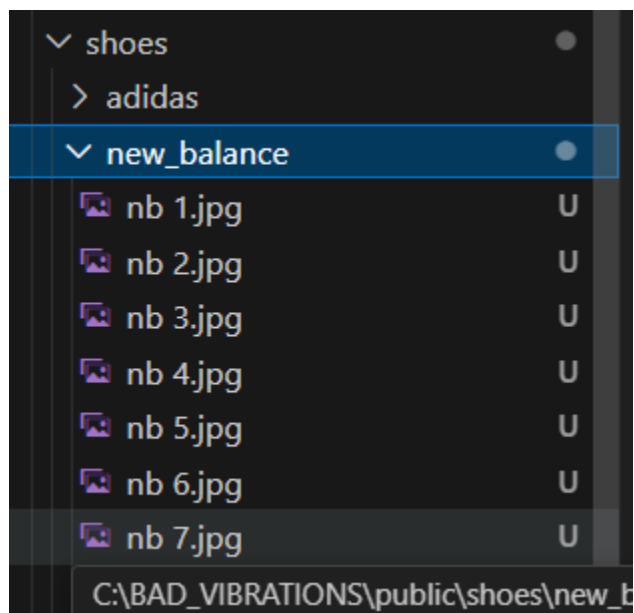 shoes
adidas
new_balance
nb 1.jpg U
nb 2.jpg U
nb 3.jpg U
nb 4.jpg U
nb 5.jpg U
nb 6.jpg U
nb 7.jpg U
C:\BAD_VIBRATIONS\public\shoes\new_b